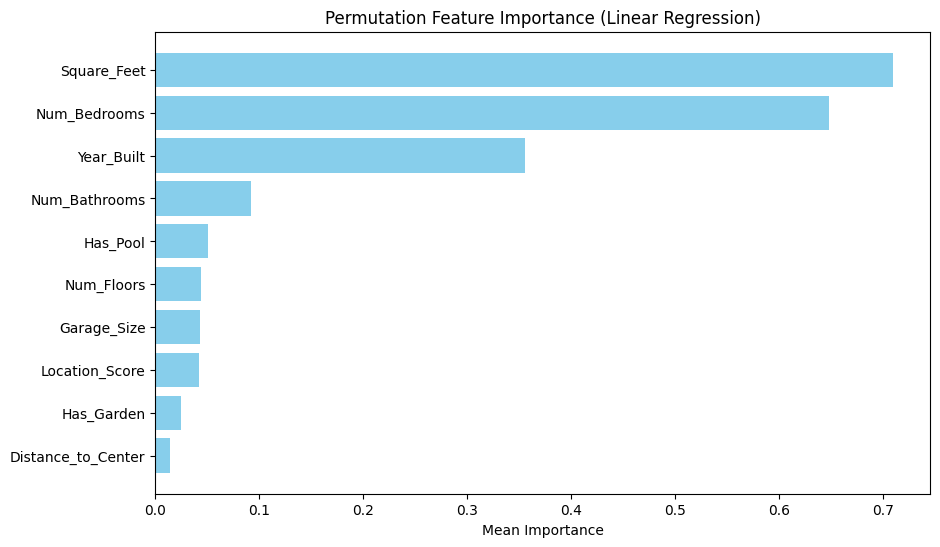 Permutation Feature Importance (Linear Regression)
Square_Feet
Num_Bedrooms
Year_Built
Num_Bathrooms
Has_Pool
Num_Floors
Garage_Size
Location_Score
Has_Garden
Distance_to_Center
0.0 0.1 0.2 0.3 0.4 0.5 0.6 0.7
Mean Importance